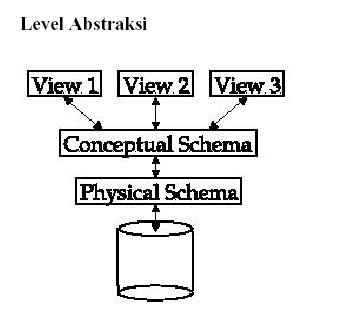 Level Abstraksi
View 1 View 2 View 3
Conceptual Schema
Physical Schema